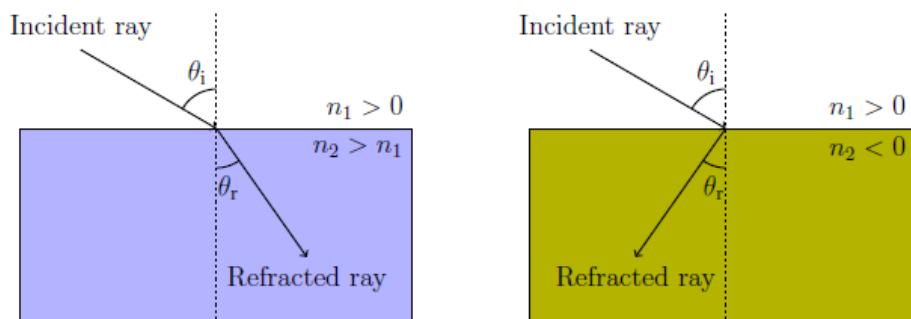 Incident ray
θi
n1 > 0
n2 > n1
θr
Refracted ray
Incident ray
θi
n1 > 0
n2 < 0
θr
Refracted ray